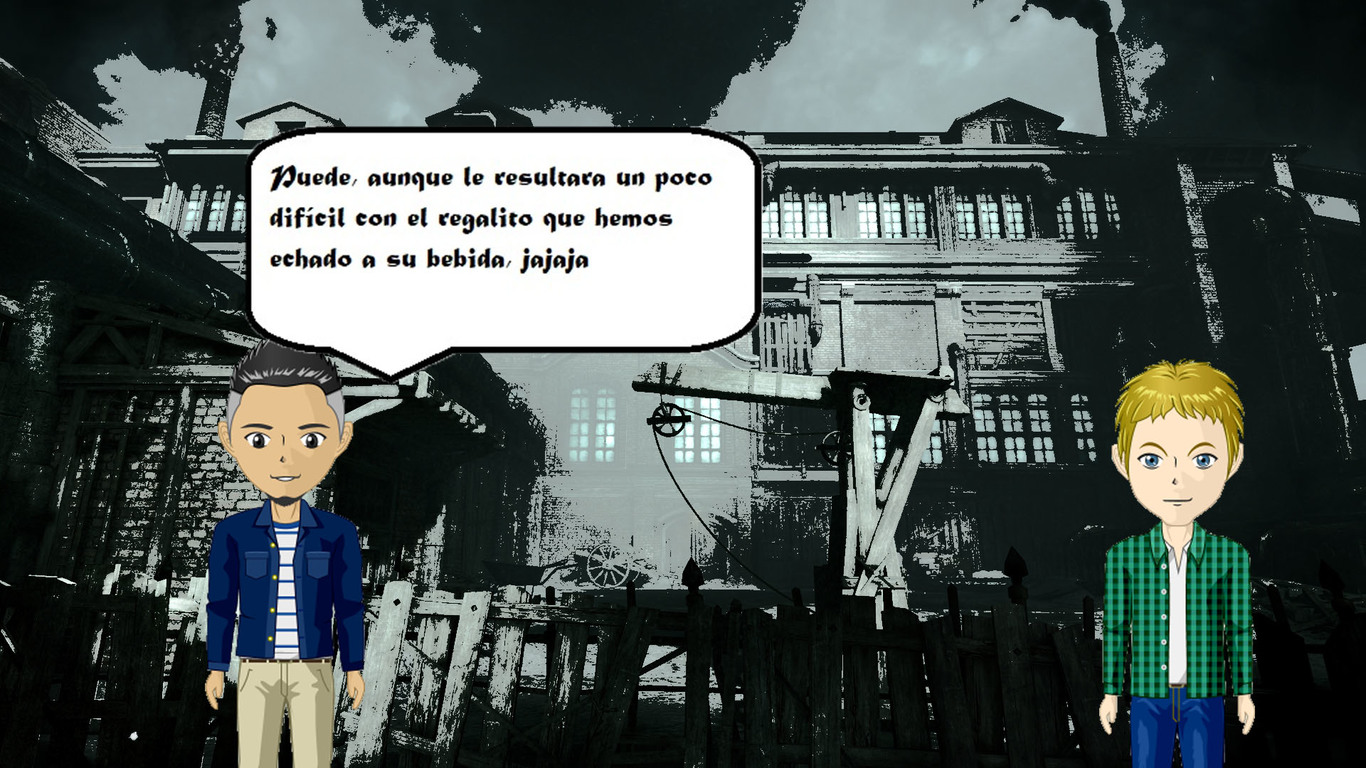 Puede, aunque le resultara un poco
difícil con el regalito que hemos
echado a su bebida, jajaja